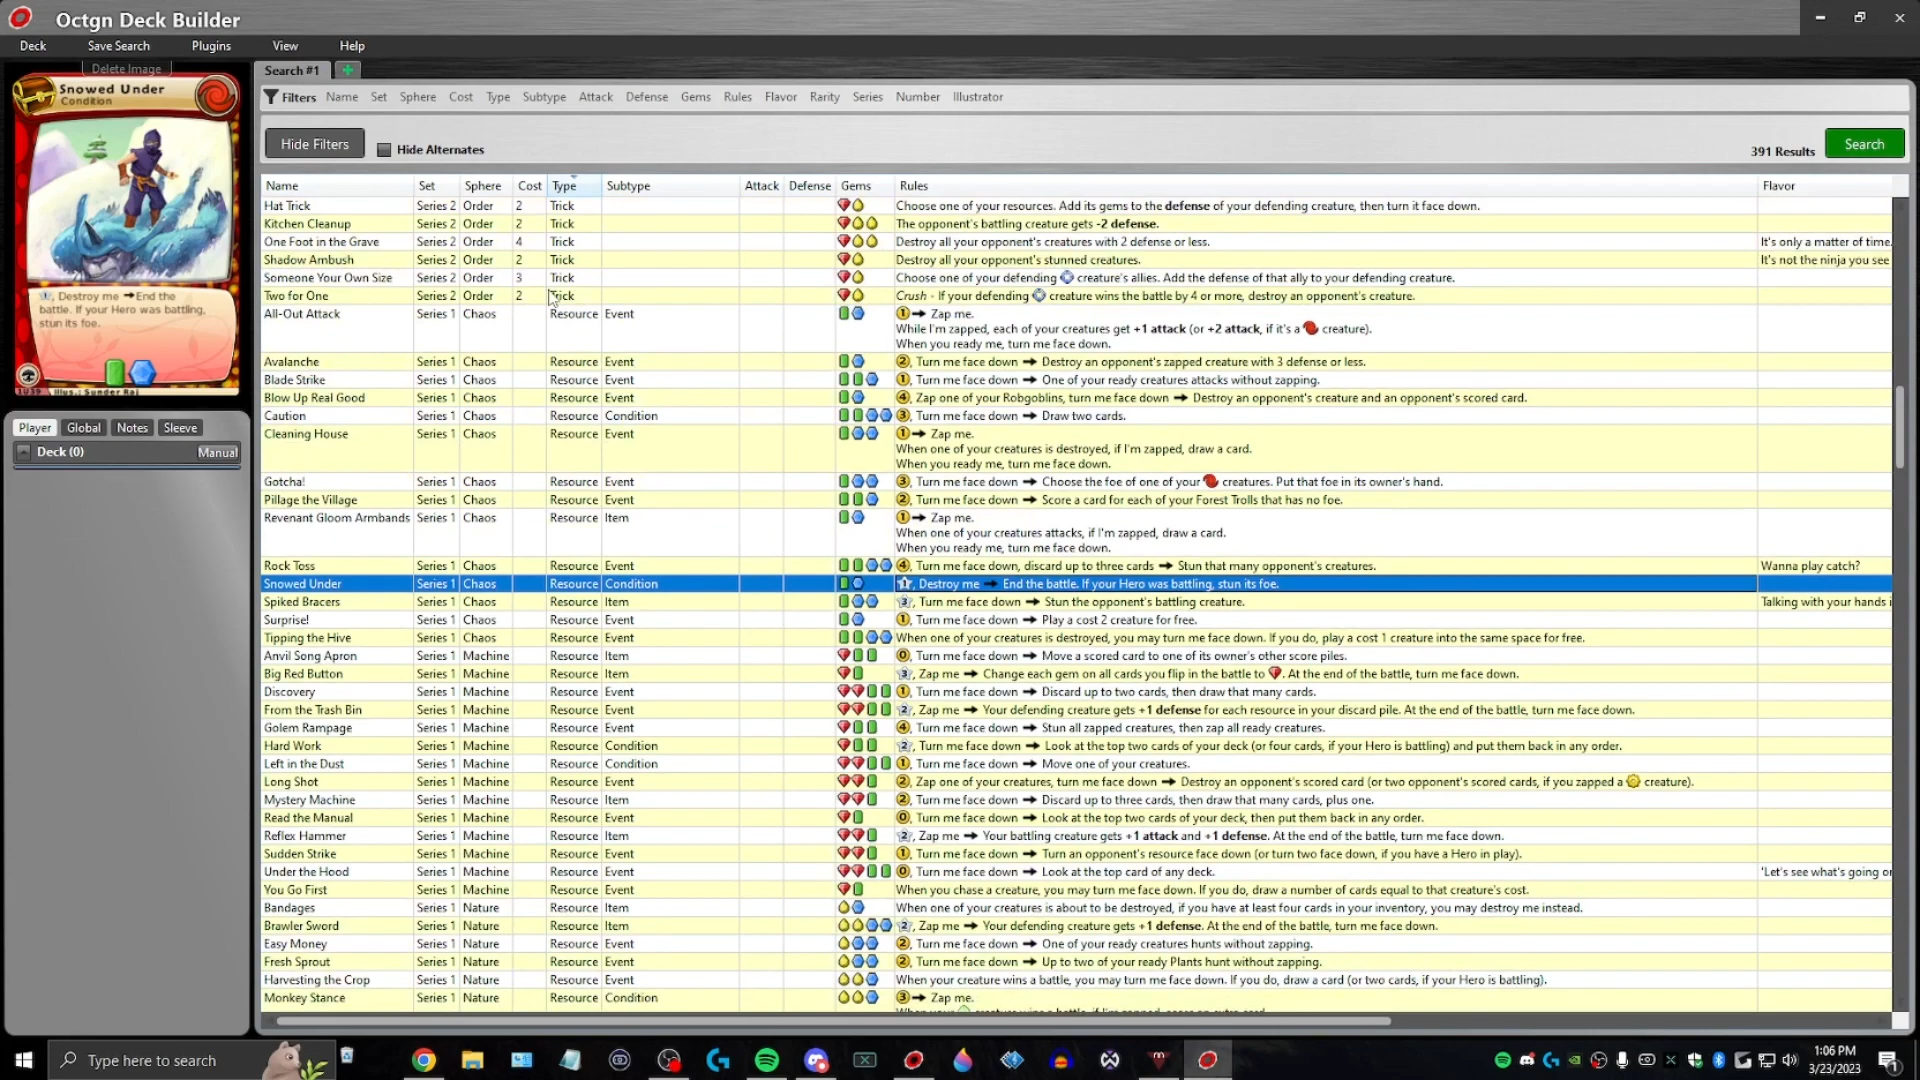 Octgn Deck Builder
Deck Save Search Plugins View Help
Delete Image
Snowed Under
Condition
1, Destroy me ➡End the
battle. If your Hero was battling,
stun its foe.
1U39 Illus.: Sunder Raj
Player Global Notes Sleeve
Deck (0) Manual
Search #1
Filters Name Set Sphere Cost Type Subtype Attack Defense Gems Rules Flavor Rarity Series Number Illustrator
Hide Filters Hide Alternates 391 Results Search
Name Set Sphere Cost Type Subtype Attack Defense Gems Rules Flavor
Hat Trick Series 2 Order 2 Trick Choose one of your resources. Add its gems to the defense of your defending creature, then turn it face down.
Kitchen Cleanup Series 2 Order 2 Trick The opponent's battling creature gets -2 defense.
One Foot in the Grave Series 2 Order 4 Trick Destroy all your opponent's creatures with 2 defense or less. It's only a matter of time.
Shadow Ambush Series 2 Order 2 Trick Destroy all your opponent's stunned creatures. It's not the ninja you see
Someone Your Own Size Series 2 Order 3 Trick Choose one of your defending creature's allies. Add the defense of that ally to your defending creature.
Two for One Series 2 Order 2 Trick Crush - If your defending creature wins the battle by 4 or more, destroy an opponent's creature.
All-Out Attack Series 1 Chaos Resource Event 1 ➡ Zap me.
While I'm zapped, each of your creatures get +1 attack (or +2 attack, if it's a creature).
When you ready me, turn me face down.
Avalanche Series 1 Chaos Resource Event 2, Turn me face down ➡ Destroy an opponent's zapped creature with 3 defense or less.
Blade Strike Series 1 Chaos Resource Event 1, Turn me face down ➡ One of your ready creatures attacks without zapping.
Blow Up Real Good Series 1 Chaos Resource Event 4, Zap one of your Robgoblins, turn me face down ➡ Destroy an opponent's creature and an opponent's scored card.
Caution Series 1 Chaos Resource Condition 3, Turn me face down ➡ Draw two cards.
Cleaning House Series 1 Chaos Resource Event 1 ➡ Zap me.
When one of your creatures is destroyed, if I'm zapped, draw a card.
When you ready me, turn me face down.
Gotcha! Series 1 Chaos Resource Event 3, Turn me face down ➡ Choose the foe of one of your creatures. Put that foe in its owner's hand.
Pillage the Village Series 1 Chaos Resource Event 2, Turn me face down ➡ Score a card for each of your Forest Trolls that has no foe.
Revenant Gloom Armbands Series 1 Chaos Resource Item 1 ➡ Zap me.
When one of your creatures attacks, if I'm zapped, draw a card.
When you ready me, turn me face down.
Rock Toss Series 1 Chaos Resource Event 4, Turn me face down, discard up to three cards ➡ Stun that many opponent's creatures. Wanna play catch?
Snowed Under Series 1 Chaos Resource Condition 1, Destroy me ➡ End the battle. If your Hero was battling, stun its foe.
Spiked Bracers Series 1 Chaos Resource Item 3, Turn me face down ➡ Stun the opponent's battling creature. Talking with your hands i
Surprise! Series 1 Chaos Resource Event 1, Turn me face down ➡ Play a cost 2 creature for free.
Tipping the Hive Series 1 Chaos Resource Event When one of your creatures is destroyed, you may turn me face down. If you do, play a cost 1 creature into the same space for free.
Anvil Song Apron Series 1 Machine Resource Item 0, Turn me face down ➡ Move a scored card to one of its owner's other score piles.
Big Red Button Series 1 Machine Resource Item 3, Zap me ➡ Change each gem on all cards you flip in the battle to . At the end of the battle, turn me face down.
Discovery Series 1 Machine Resource Event 1, Turn me face down ➡ Discard up to two cards, then draw that many cards.
From the Trash Bin Series 1 Machine Resource Event 2, Zap me ➡ Your defending creature gets +1 defense for each resource in your discard pile. At the end of the battle, turn me face down.
Golem Rampage Series 1 Machine Resource Event 4, Turn me face down ➡ Stun all zapped creatures, then zap all ready creatures.
Hard Work Series 1 Machine Resource Condition 2, Turn me face down ➡ Look at the top two cards of your deck (or four cards, if your Hero is battling) and put them back in any order.
Left in the Dust Series 1 Machine Resource Condition 1, Turn me face down ➡ Move one of your creatures.
Long Shot Series 1 Machine Resource Event 2, Zap one of your creatures, turn me face down ➡ Destroy an opponent's scored card (or two opponent's scored cards, if you zapped a creature).
Mystery Machine Series 1 Machine Resource Item 2, Turn me face down ➡ Discard up to three cards, then draw that many cards, plus one.
Read the Manual Series 1 Machine Resource Event 0, Turn me face down ➡ Look at the top two cards of your deck, then put them back in any order.
Reflex Hammer Series 1 Machine Resource Item 2, Zap me ➡ Your battling creature gets +1 attack and +1 defense. At the end of the battle, turn me face down.
Sudden Strike Series 1 Machine Resource Event 1, Turn me face down ➡ Turn an opponent's resource face down (or turn two face down, if you have a Hero in play).
Under the Hood Series 1 Machine Resource Event 0, Turn me face down ➡ Look at the top card of any deck. 'Let's see what's going o
You Go First Series 1 Machine Resource Event When you chase a creature, you may turn me face down. If you do, draw a number of cards equal to that creature's cost.
Bandages Series 1 Nature Resource Item When one of your creatures is about to be destroyed, if you have at least four cards in your inventory, you may destroy me instead.
Brawler Sword Series 1 Nature Resource Item 2, Zap me ➡ Your defending creature gets +1 defense. At the end of the battle, turn me face down.
Easy Money Series 1 Nature Resource Event 2, Turn me face down ➡ One of your ready creatures hunts without zapping.
Fresh Sprout Series 1 Nature Resource Event 2, Turn me face down ➡ Up to two of your ready Plants hunt without zapping.
Harvesting the Crop Series 1 Nature Resource Event When your creature wins a battle, you may turn me face down. If you do, draw a card (or two cards, if your Hero is battling).
Monkey Stance Series 1 Nature Resource Condition 3 ➡ Zap me.
Type here to search
1:06 PM
3/23/2023